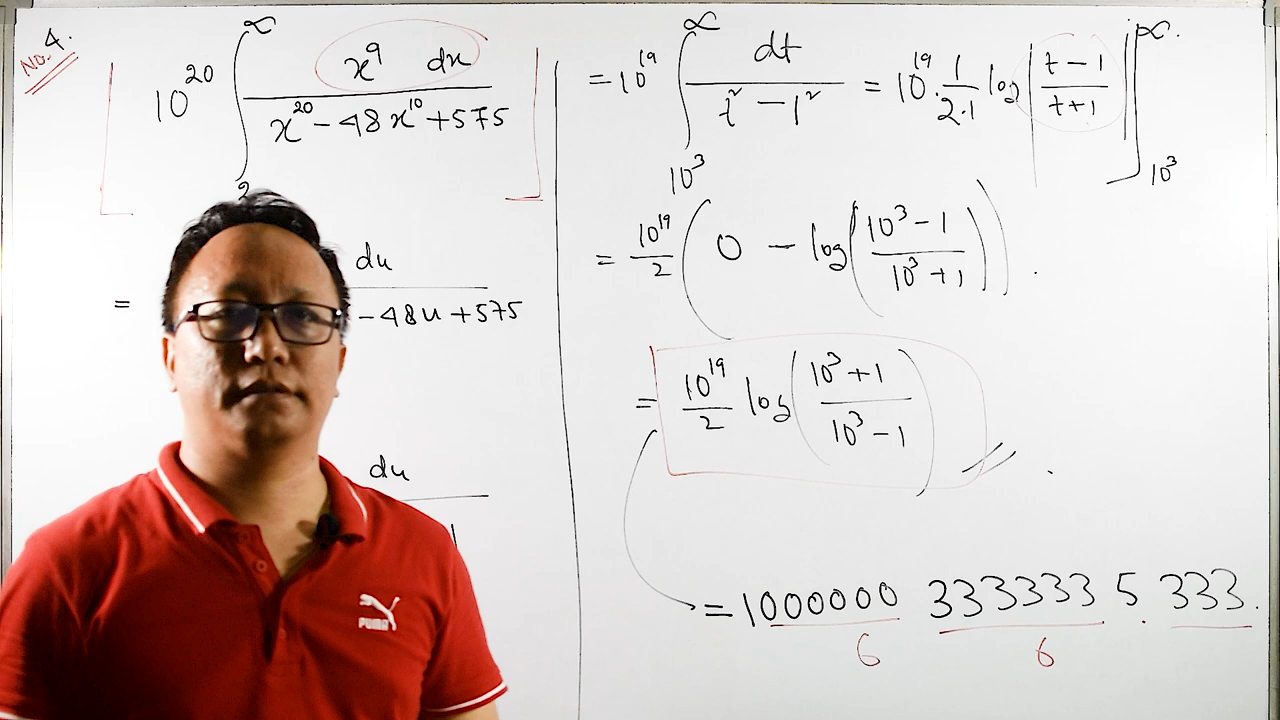 No. 4.
10^20 ∫_2^∞ x^9 dx / (x^20 - 48x^10 + 575)
= du / - 48u + 575
du
= 10^19 ∫_{10^3}^∞ dt / (t^2 - 1^2) = 10^19 . 1/(2·1) log | (t - 1)/(t + 1) | ]_{10^3}^∞.
= 10^19/2 ( 0 - log( (10^3 - 1)/(10^3 + 1) ) ) .
= 10^19/2 log( (10^3 + 1)/(10^3 - 1) ) .
= 1000000 333333 5 . 333.
6 6
PUMA